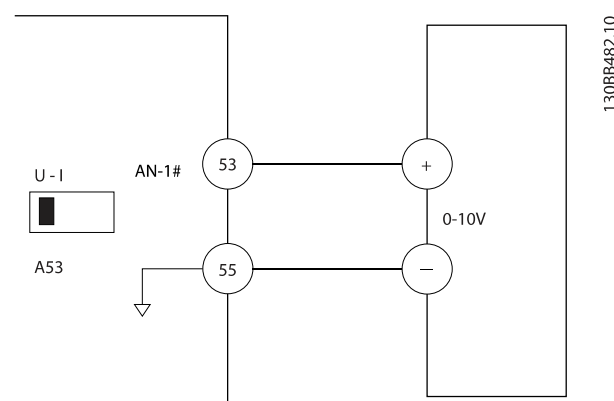 130BB482.10
U - I
AN-1#
53
+
0-10V
A53
55
—